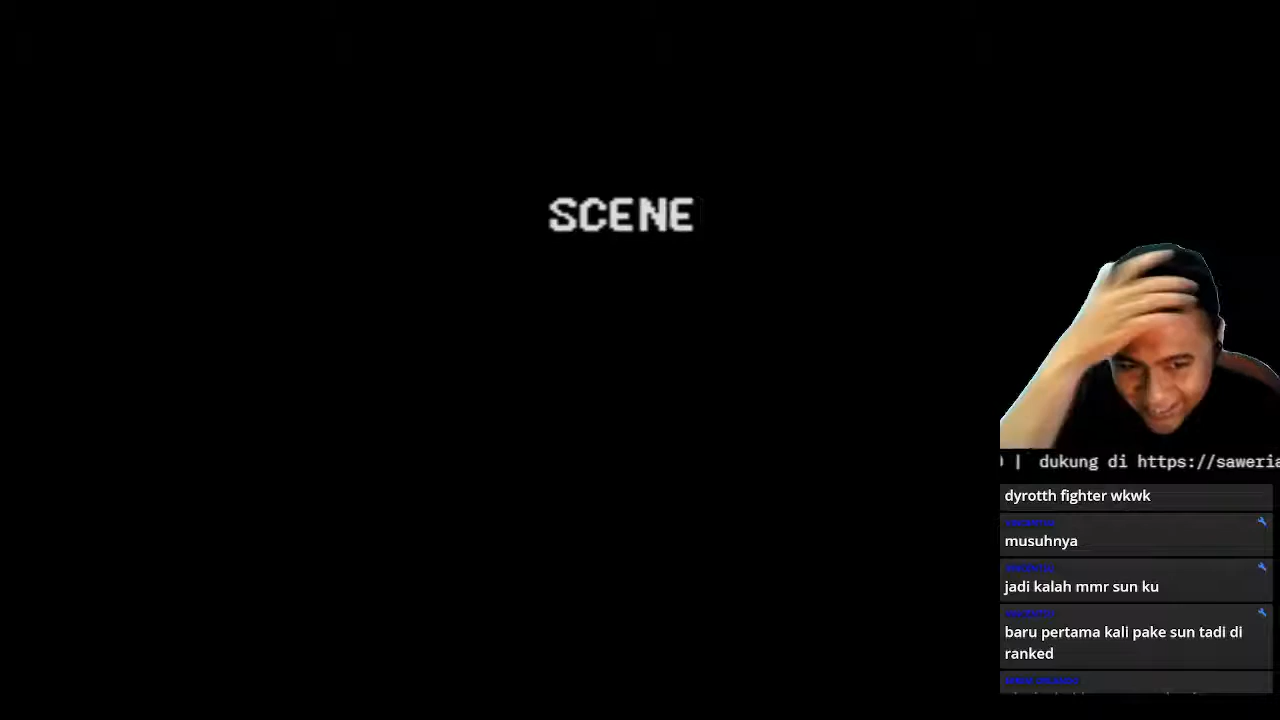 SCENE
) | dukung di https://saweria
dyrotth fighter wkwk
musuhnya
jadi kalah mmr sun ku
baru pertama kali pake sun tadi di
ranked